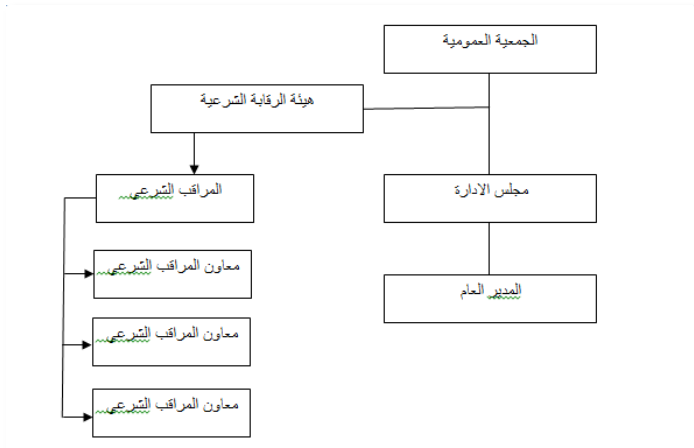 الجمعية العمومية
هيئة الرقابة الشرعية
المراقب الشرعي
مجلس الادارة
معاون المراقب الشرعي
المدير العام
معاون المراقب الشرعي
معاون المراقب الشرعي